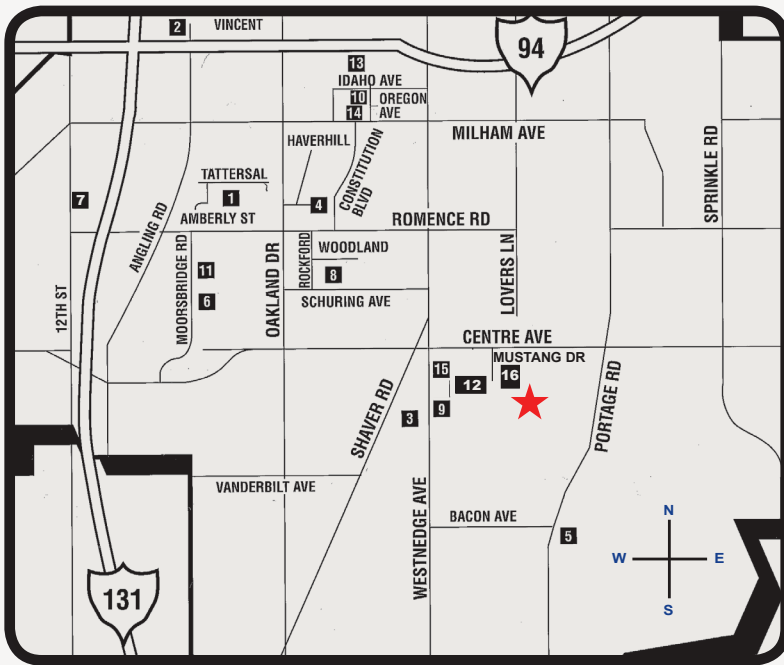 2
VINCENT
94
13
IDAHO AVE
10
OREGON
AVE
14
MILHAM AVE
HAVERHILL
CONSTITUTION
BLVD
SPRINKLE RD
TATTERSAL
1
7
4
AMBERLY ST
ROMENCE RD
ANGLING RD
MOORSBRIDGE RD
OAKLAND DR
ROCKFORD
WOODLAND
LOVERS LN
11
8
6
SCHURING AVE
12TH ST
CENTRE AVE
MUSTANG DR
15
16
12
9
3
SHAVER RD
PORTAGE RD
VANDERBILT AVE
WESTNEDGE AVE
BACON AVE
5
N
W
E
S
131